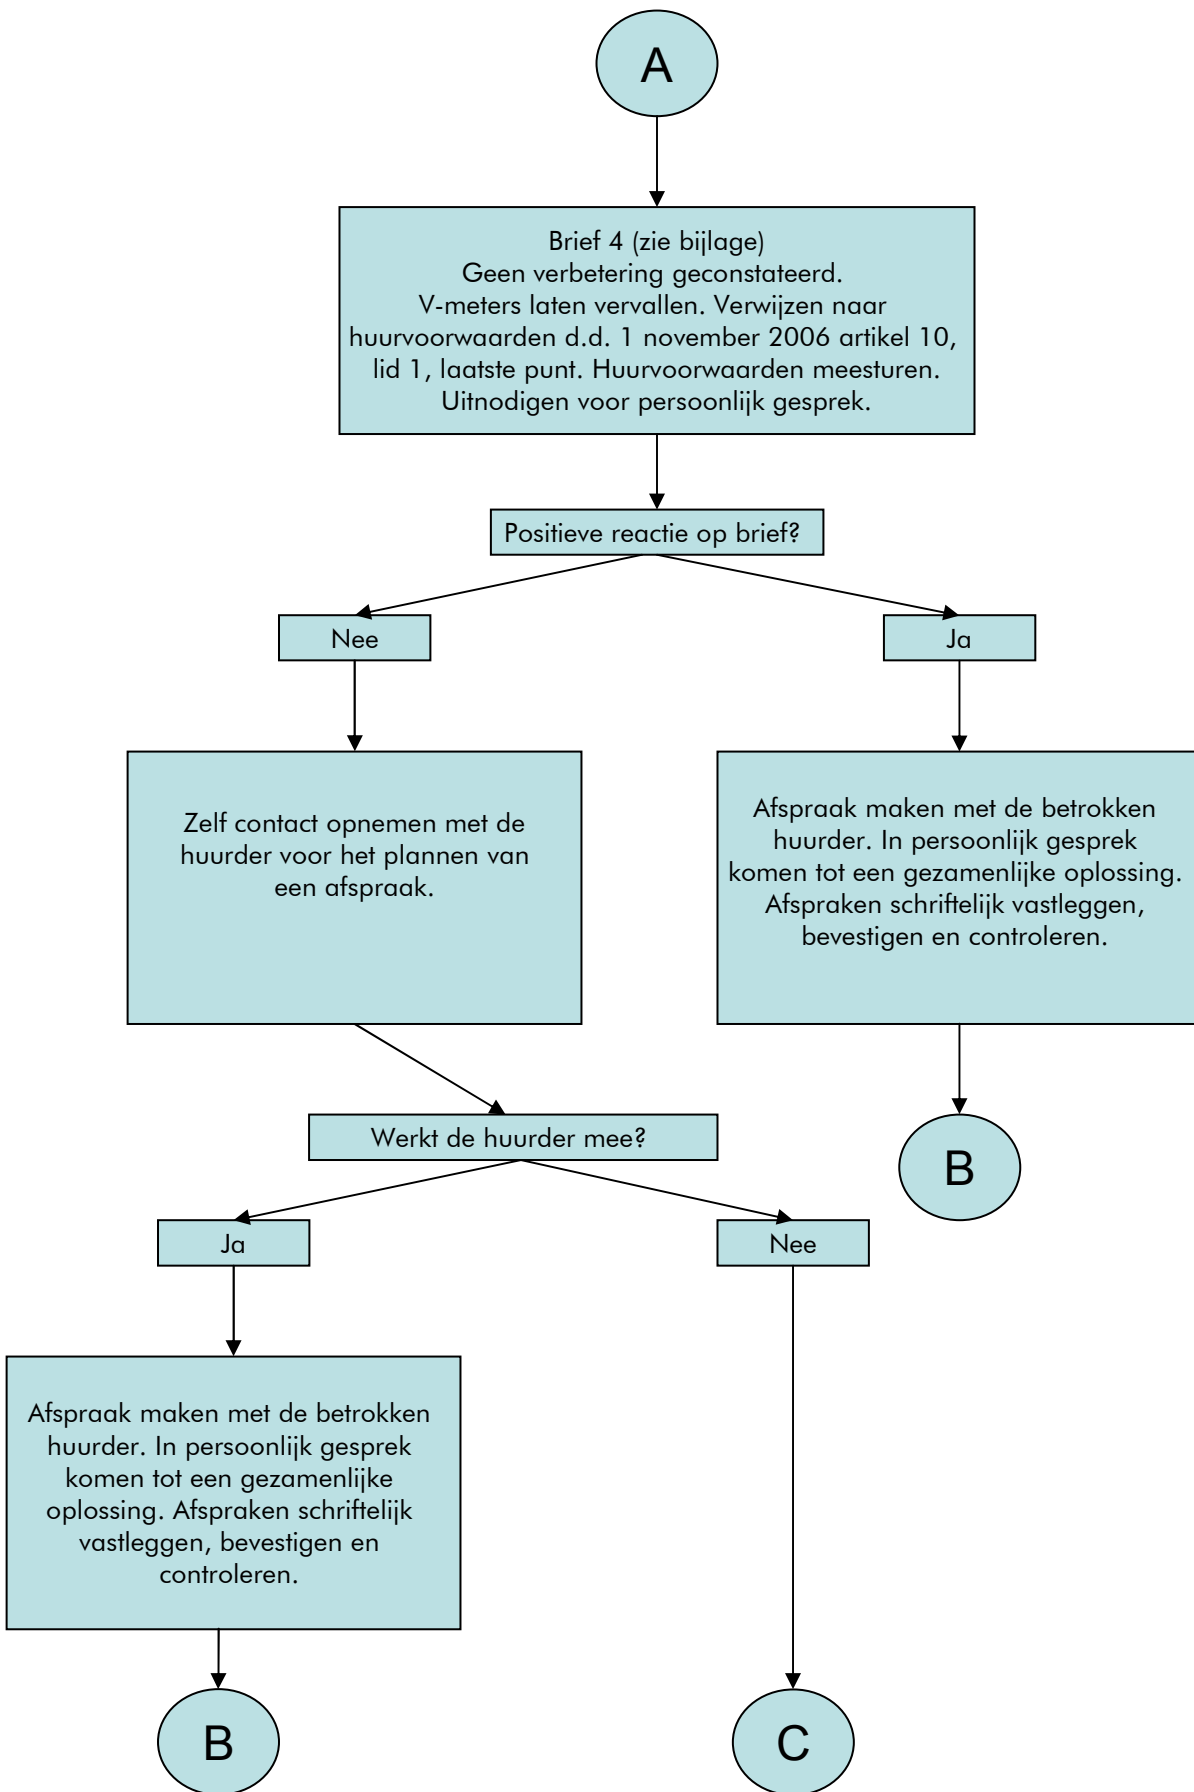 A
Brief 4 (zie bijlage)
Geen verbetering geconstateerd.
V-meters laten vervallen. Verwijzen naar
huurvoorwaarden d.d. 1 november 2006 artikel 10,
lid 1, laatste punt. Huurvoorwaarden meesturen.
Uitnodigen voor persoonlijk gesprek.
Positieve reactie op brief?
Nee
Ja
Zelf contact opnemen met de
huurder voor het plannen van
een afspraak.
Afspraak maken met de betrokken
huurder. In persoonlijk gesprek
komen tot een gezamenlijke oplossing.
Afspraken schriftelijk vastleggen,
bevestigen en controleren.
Werkt de huurder mee?
B
Ja
Nee
Afspraak maken met de betrokken
huurder. In persoonlijk gesprek
komen tot een gezamenlijke
oplossing. Afspraken schriftelijk
vastleggen, bevestigen en
controleren.
B
C